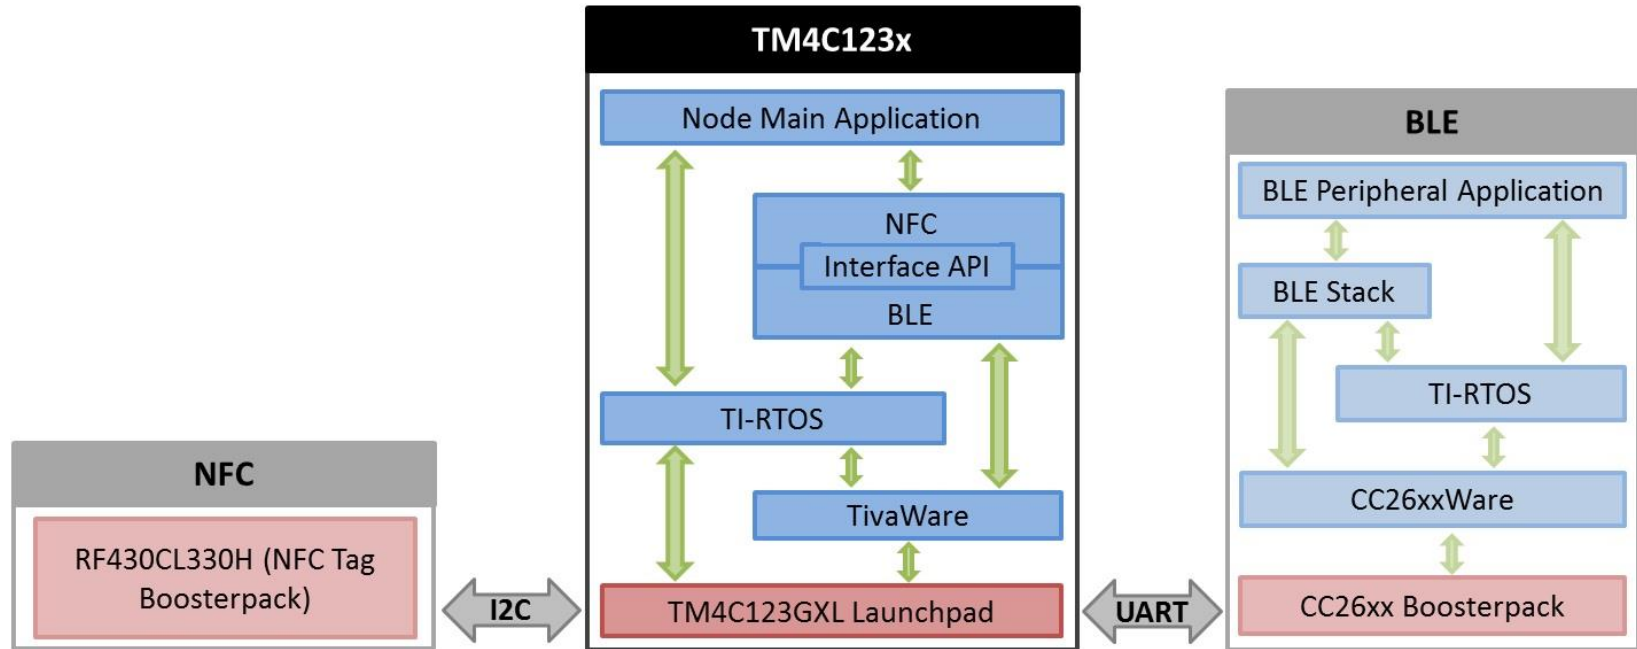 TM4C123x
Node Main Application
NFC
Interface API
BLE
TI-RTOS
TivaWare
TM4C123GXL Launchpad
NFC
RF430CL330H (NFC Tag
Boosterpack)
I2C
UART
BLE
BLE Peripheral Application
BLE Stack
TI-RTOS
CC26xxWare
CC26xx Boosterpack